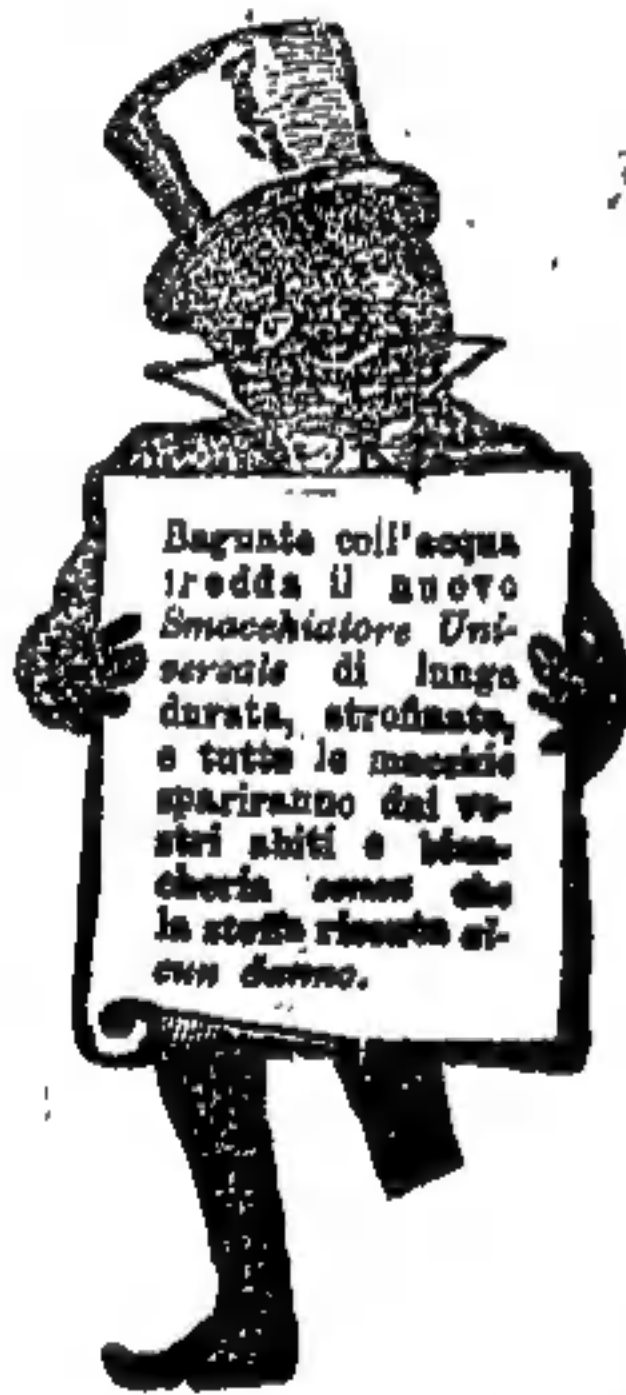 Bagnate coll'acqua
fredda il nuovo
Smacchiatore Uni-
versale di lunga
durata, strofinate,
e tutte le macchie
spariranno dai vo-
stri abiti e bian-
cheria senza che
la stoffa risenta al-
cun danno.